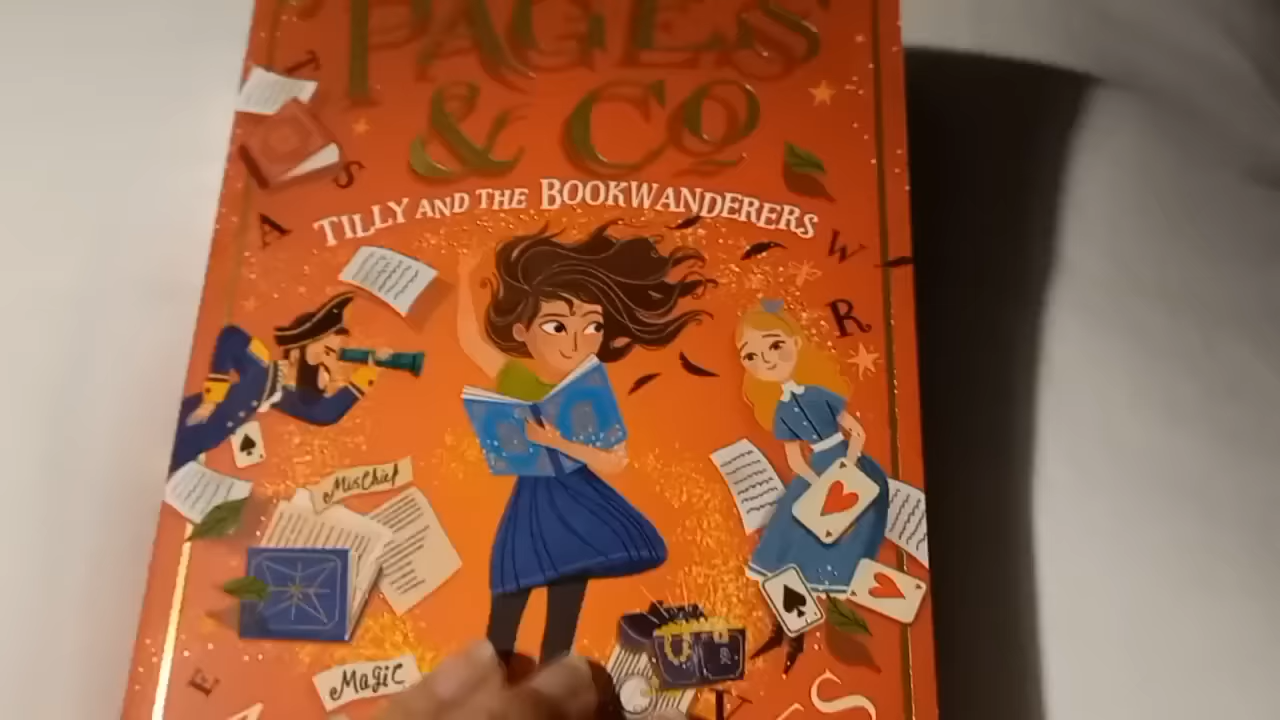 PAGES
& CO
TILLY AND THE BOOKWANDERERS
T
S
A
W
R
MisChief
MagiC
E